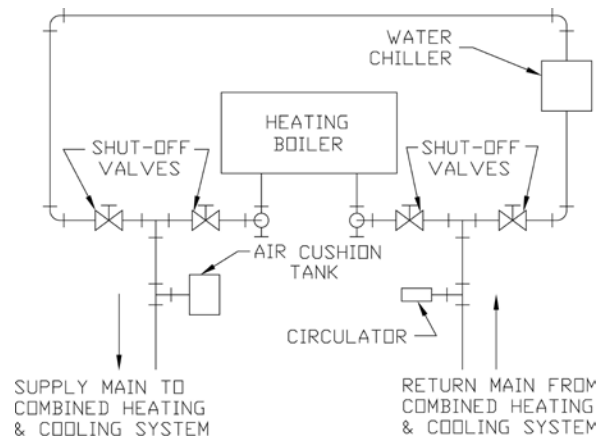 WATER
CHILLER
HEATING
BOILER
SHUT-OFF
VALVES
SHUT-OFF
VALVES
AIR CUSHION
TANK
CIRCULATOR
SUPPLY MAIN TO
COMBINED HEATING
& COOLING SYSTEM
RETURN MAIN FROM
COMBINED HEATING
& COOLING SYSTEM